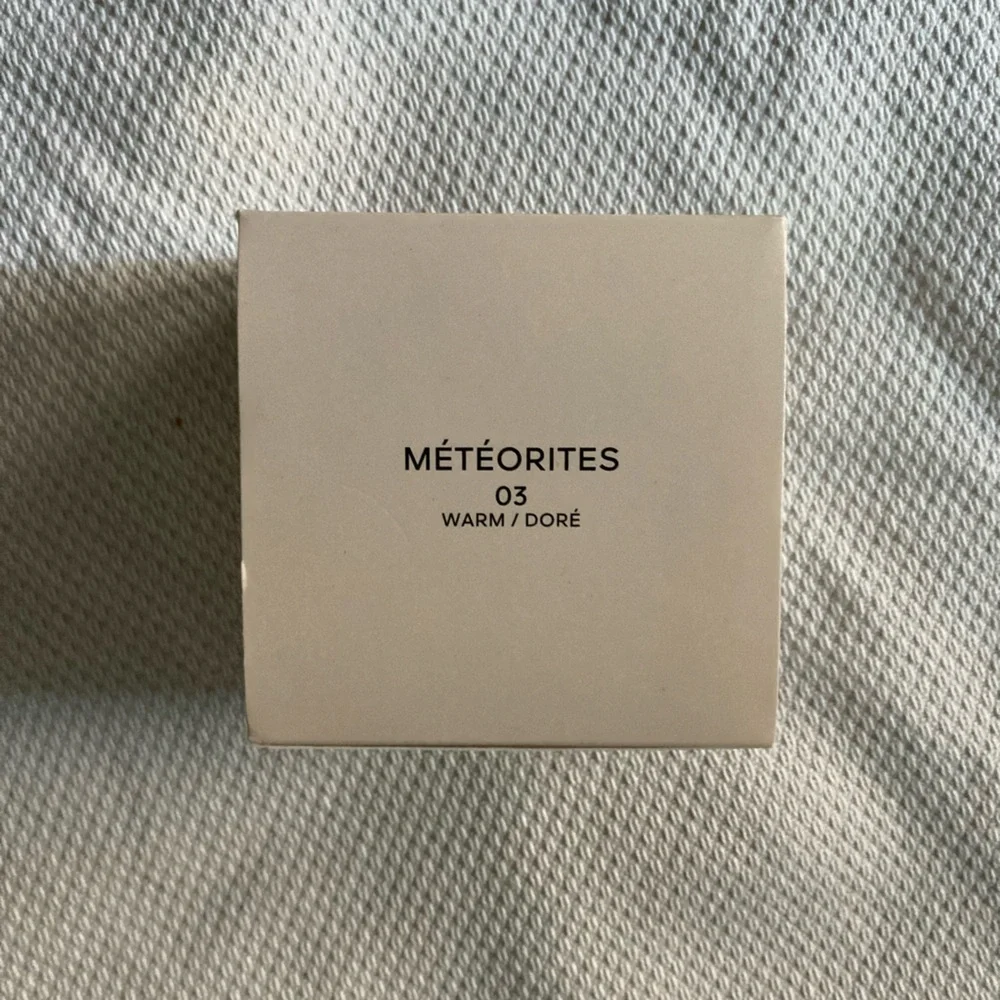 MÉTÉORITES
03
WARM / DORÉ